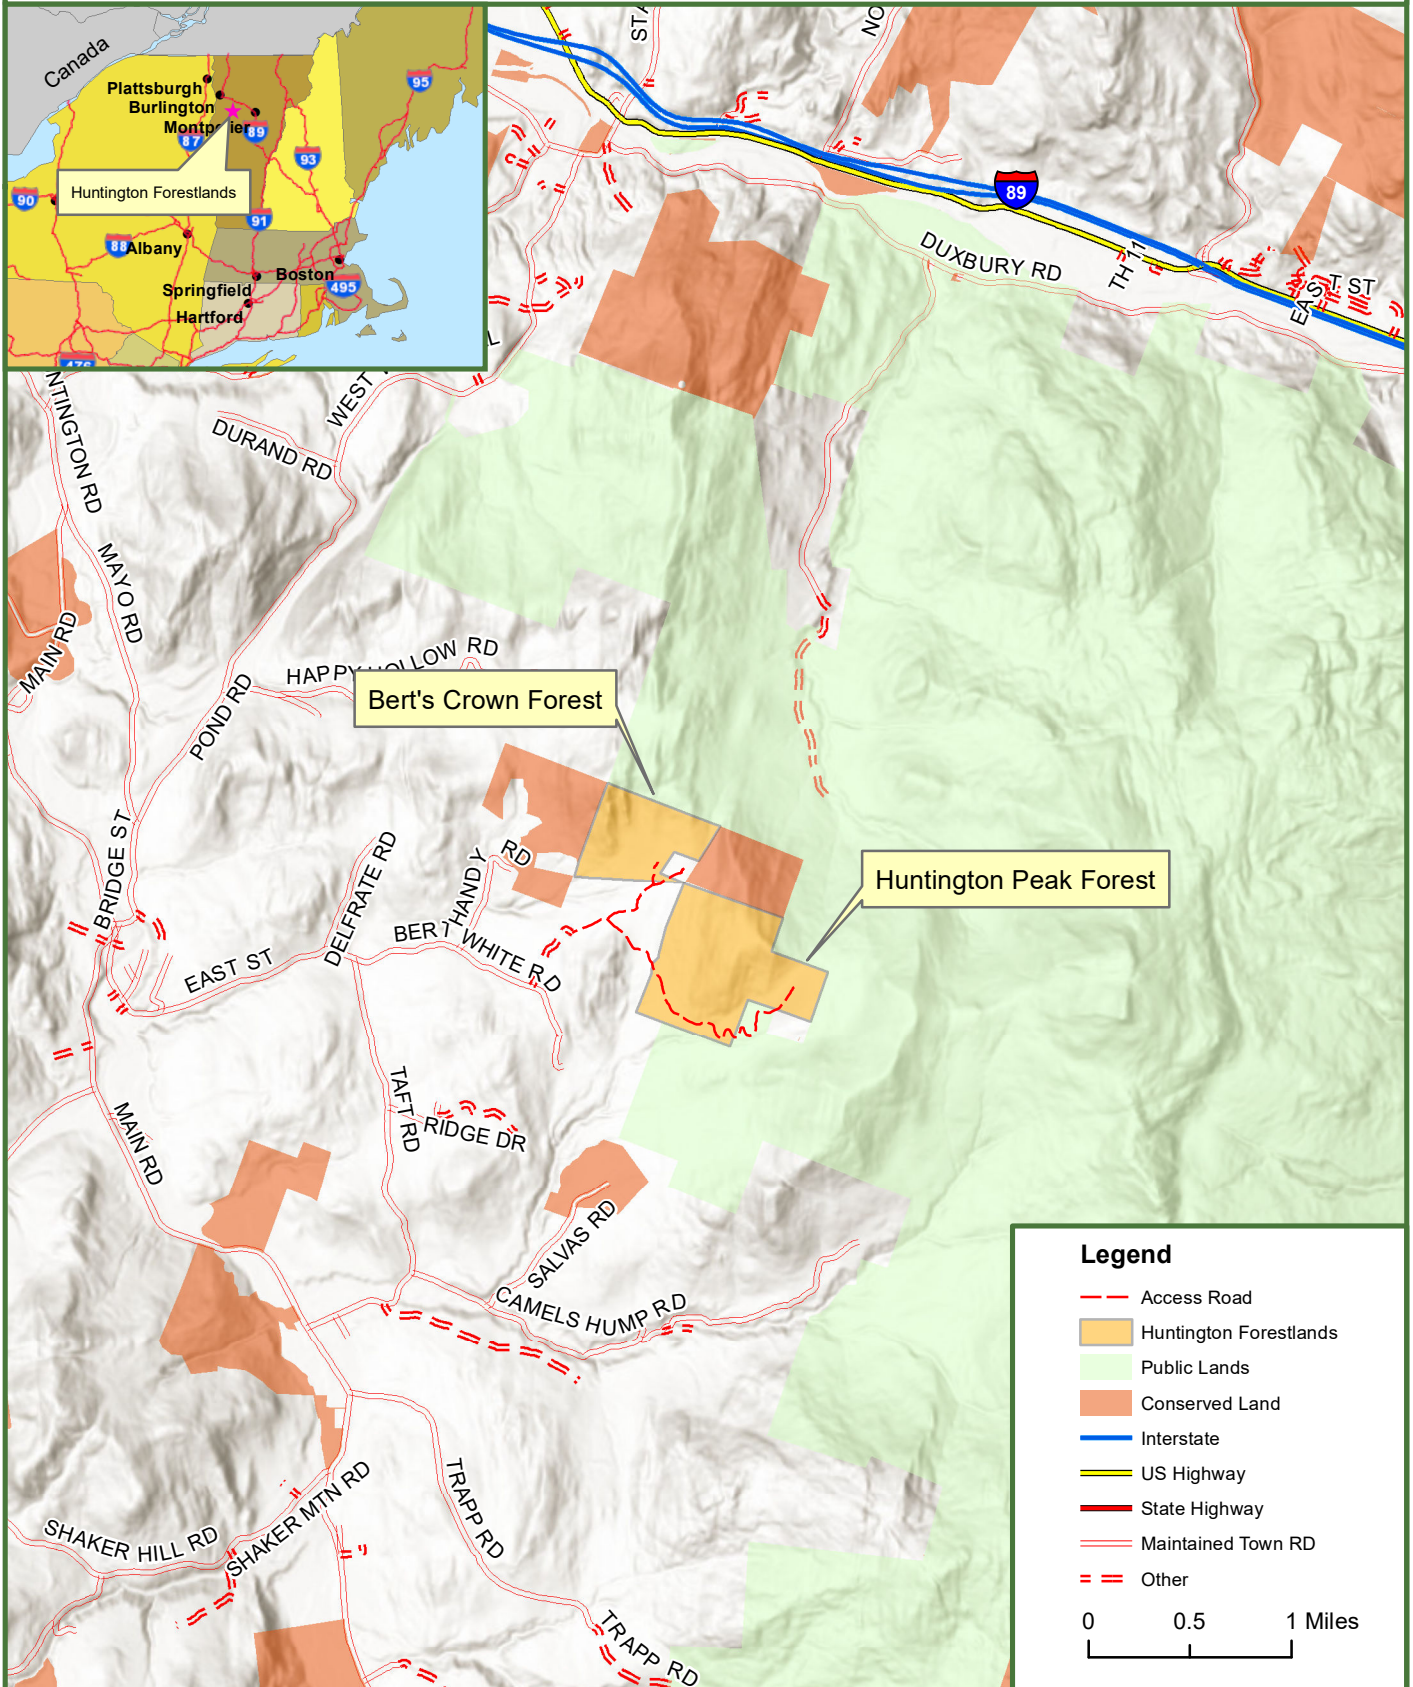 Canada
Plattsburgh
Burlington
Montpelier
95
89
87
93
Huntington Forestlands
90
91
88
Albany
Boston
495
Springfield
Hartford
89
DUXBURY RD
TH 11
EAST ST
WEST
DURAND RD
NTINGTON RD
MAYO RD
MAIN RD
HAPPY HOLLOW RD
POND RD
Bert's Crown Forest
BRIDGE ST
DELFRATE RD
HANDY RD
BERT WHITE RD
EAST ST
Huntington Peak Forest
TAFT RD
RIDGE DR
MAIN RD
SALVAS RD
CAMELS HUMP RD
TRAPP RD
SHAKER MTN RD
SHAKER HILL RD
TRAPP RD
Legend
Access Road
Huntington Forestlands
Public Lands
Conserved Land
Interstate
US Highway
State Highway
Maintained Town RD
Other
0 0.5 1 Miles